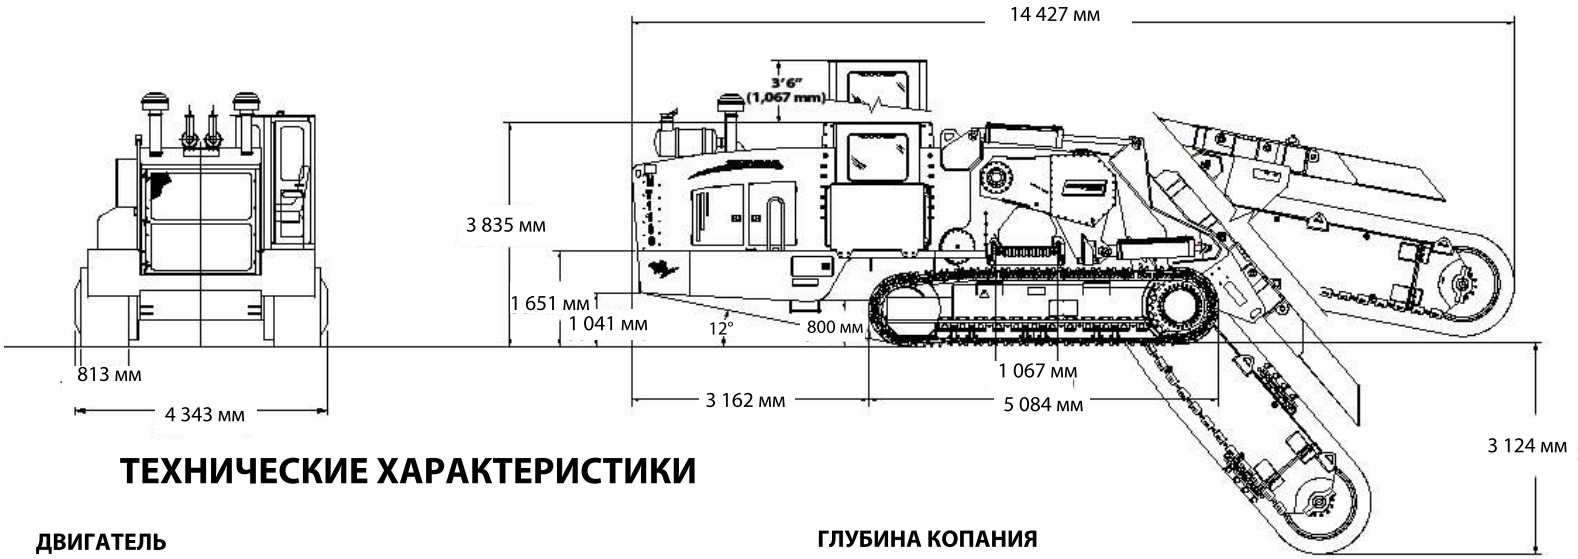 14 427 мм
3’6”
(1,067 mm)
3 835 мм
1 651 мм
1 041 мм
12°
800 мм
813 мм
1 067 мм
4 343 мм
3 162 мм
5 084 мм
3 124 мм
ТЕХНИЧЕСКИЕ ХАРАКТЕРИСТИКИ
ДВИГАТЕЛЬ
ГЛУБИНА КОПАНИЯ